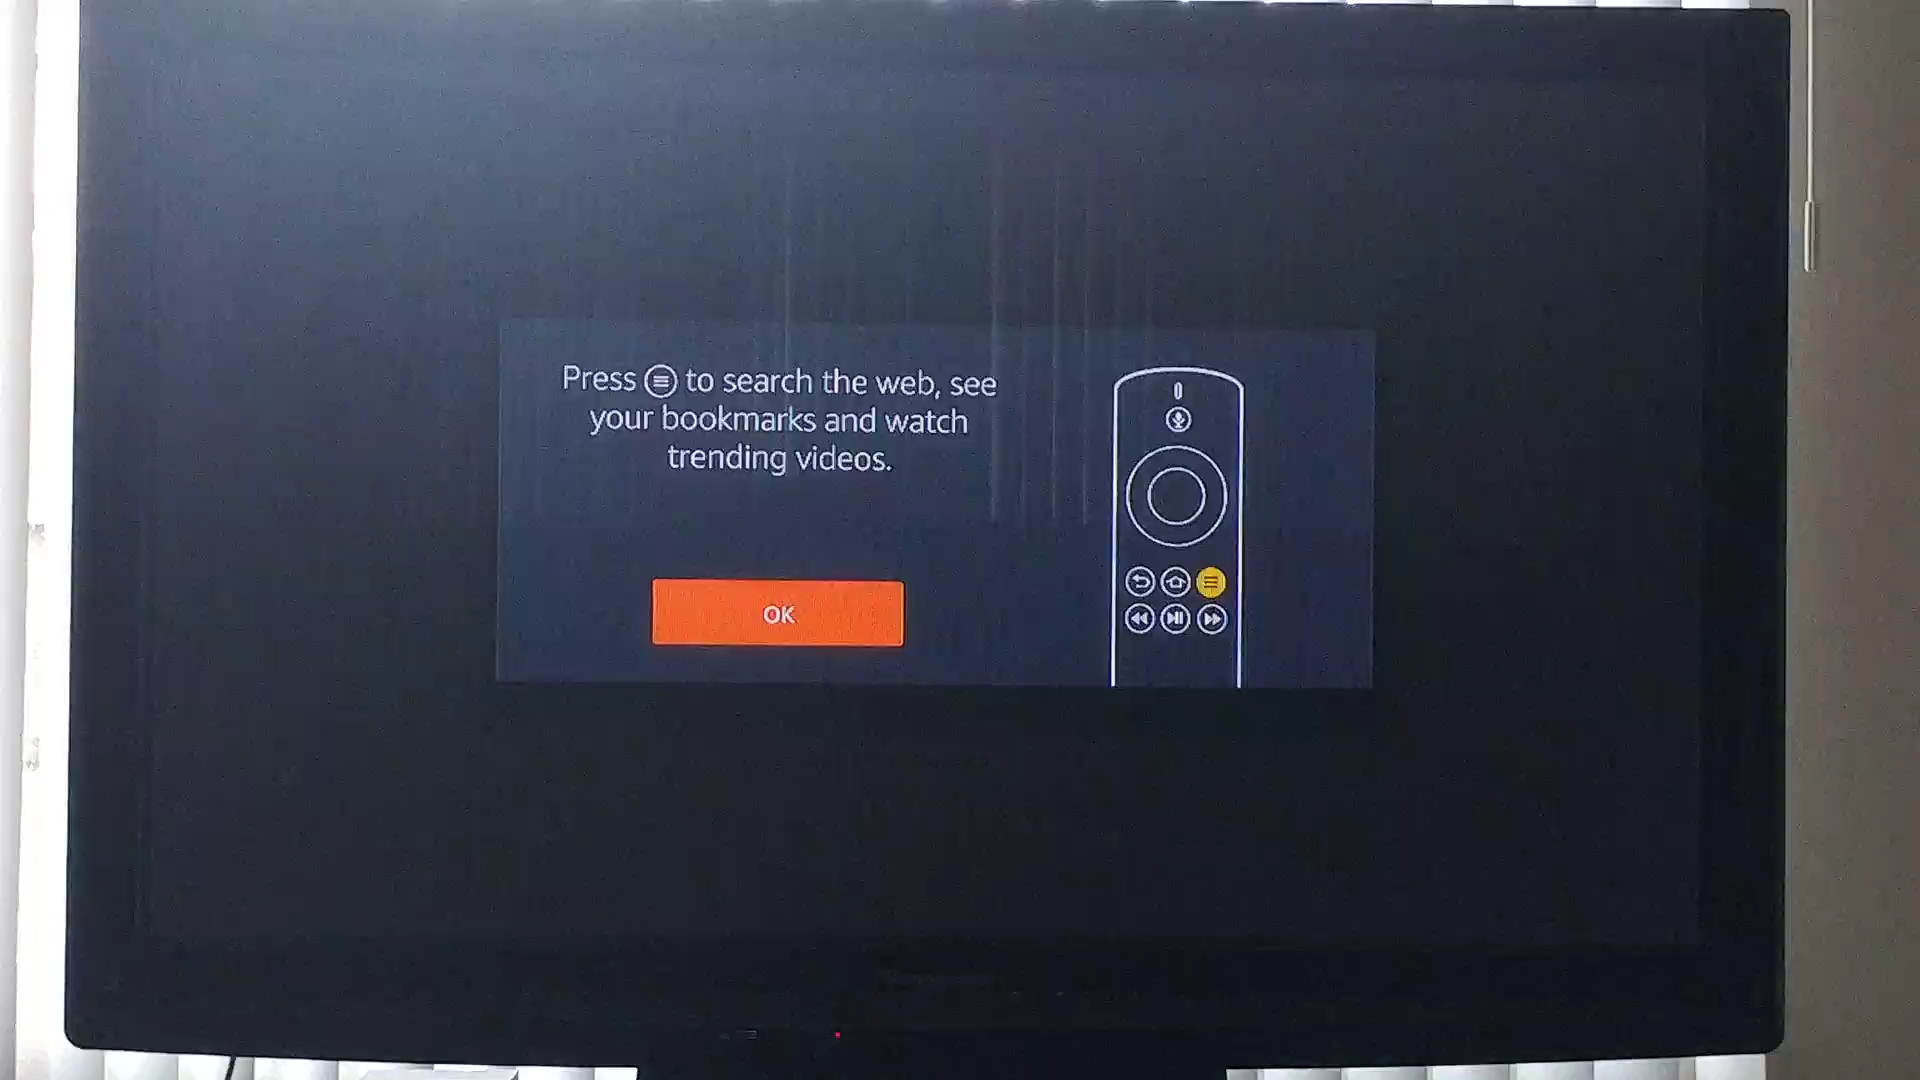 Press to search the web, see
your bookmarks and watch
trending videos.
OK